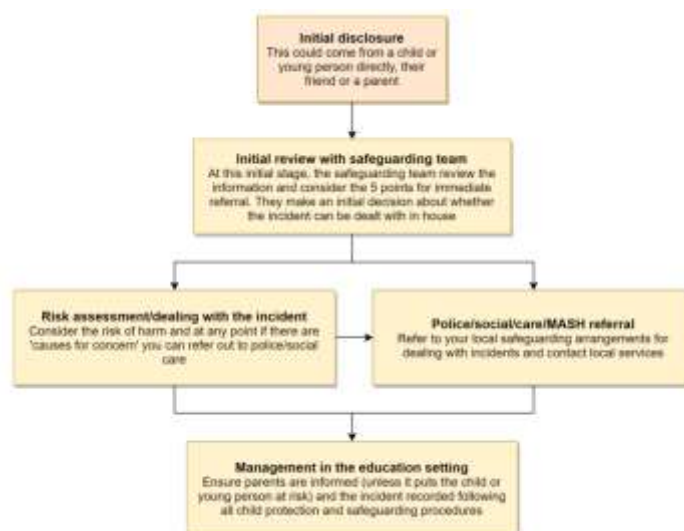 Initial disclosure
This could come from a child or
young person directly, their
friend or a parent
Initial review with safeguarding team
At this initial stage, the safeguarding team review the
information and consider the 5 points for immediate
referral. They make an initial decision about whether
the incident can be dealt with in house
Risk assessment/dealing with the incident
Consider the risk of harm and at any point if there are
'causes for concern' you can refer out to police/social
care
Police/social/care/MASH referral
Refer to your local safeguarding arrangements for
dealing with incidents and contact local services
Management in the education setting
Ensure parents are informed (unless it puts the child or
young person at risk) and the incident recorded following
all child protection and safeguarding procedures